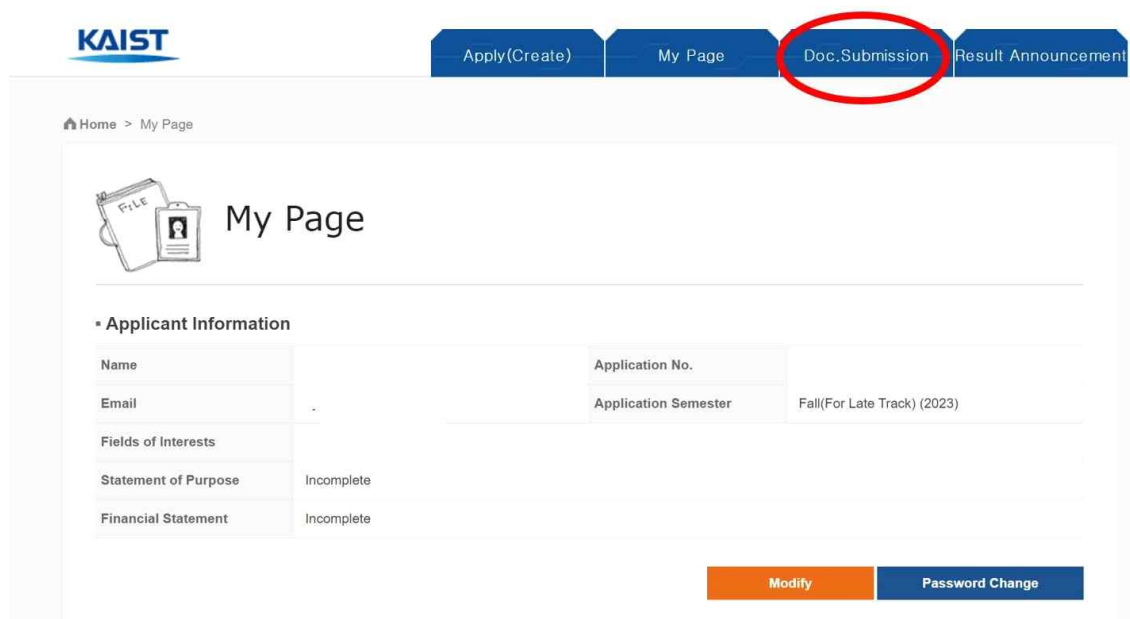 KAIST
Apply(Create) My Page Doc.Submission Result Announcement
Home > My Page
FILE
My Page
▪ Applicant Information
Name Application No.
Email Application Semester Fall(For Late Track) (2023)
Fields of Interests
Statement of Purpose Incomplete
Financial Statement Incomplete
Modify Password Change